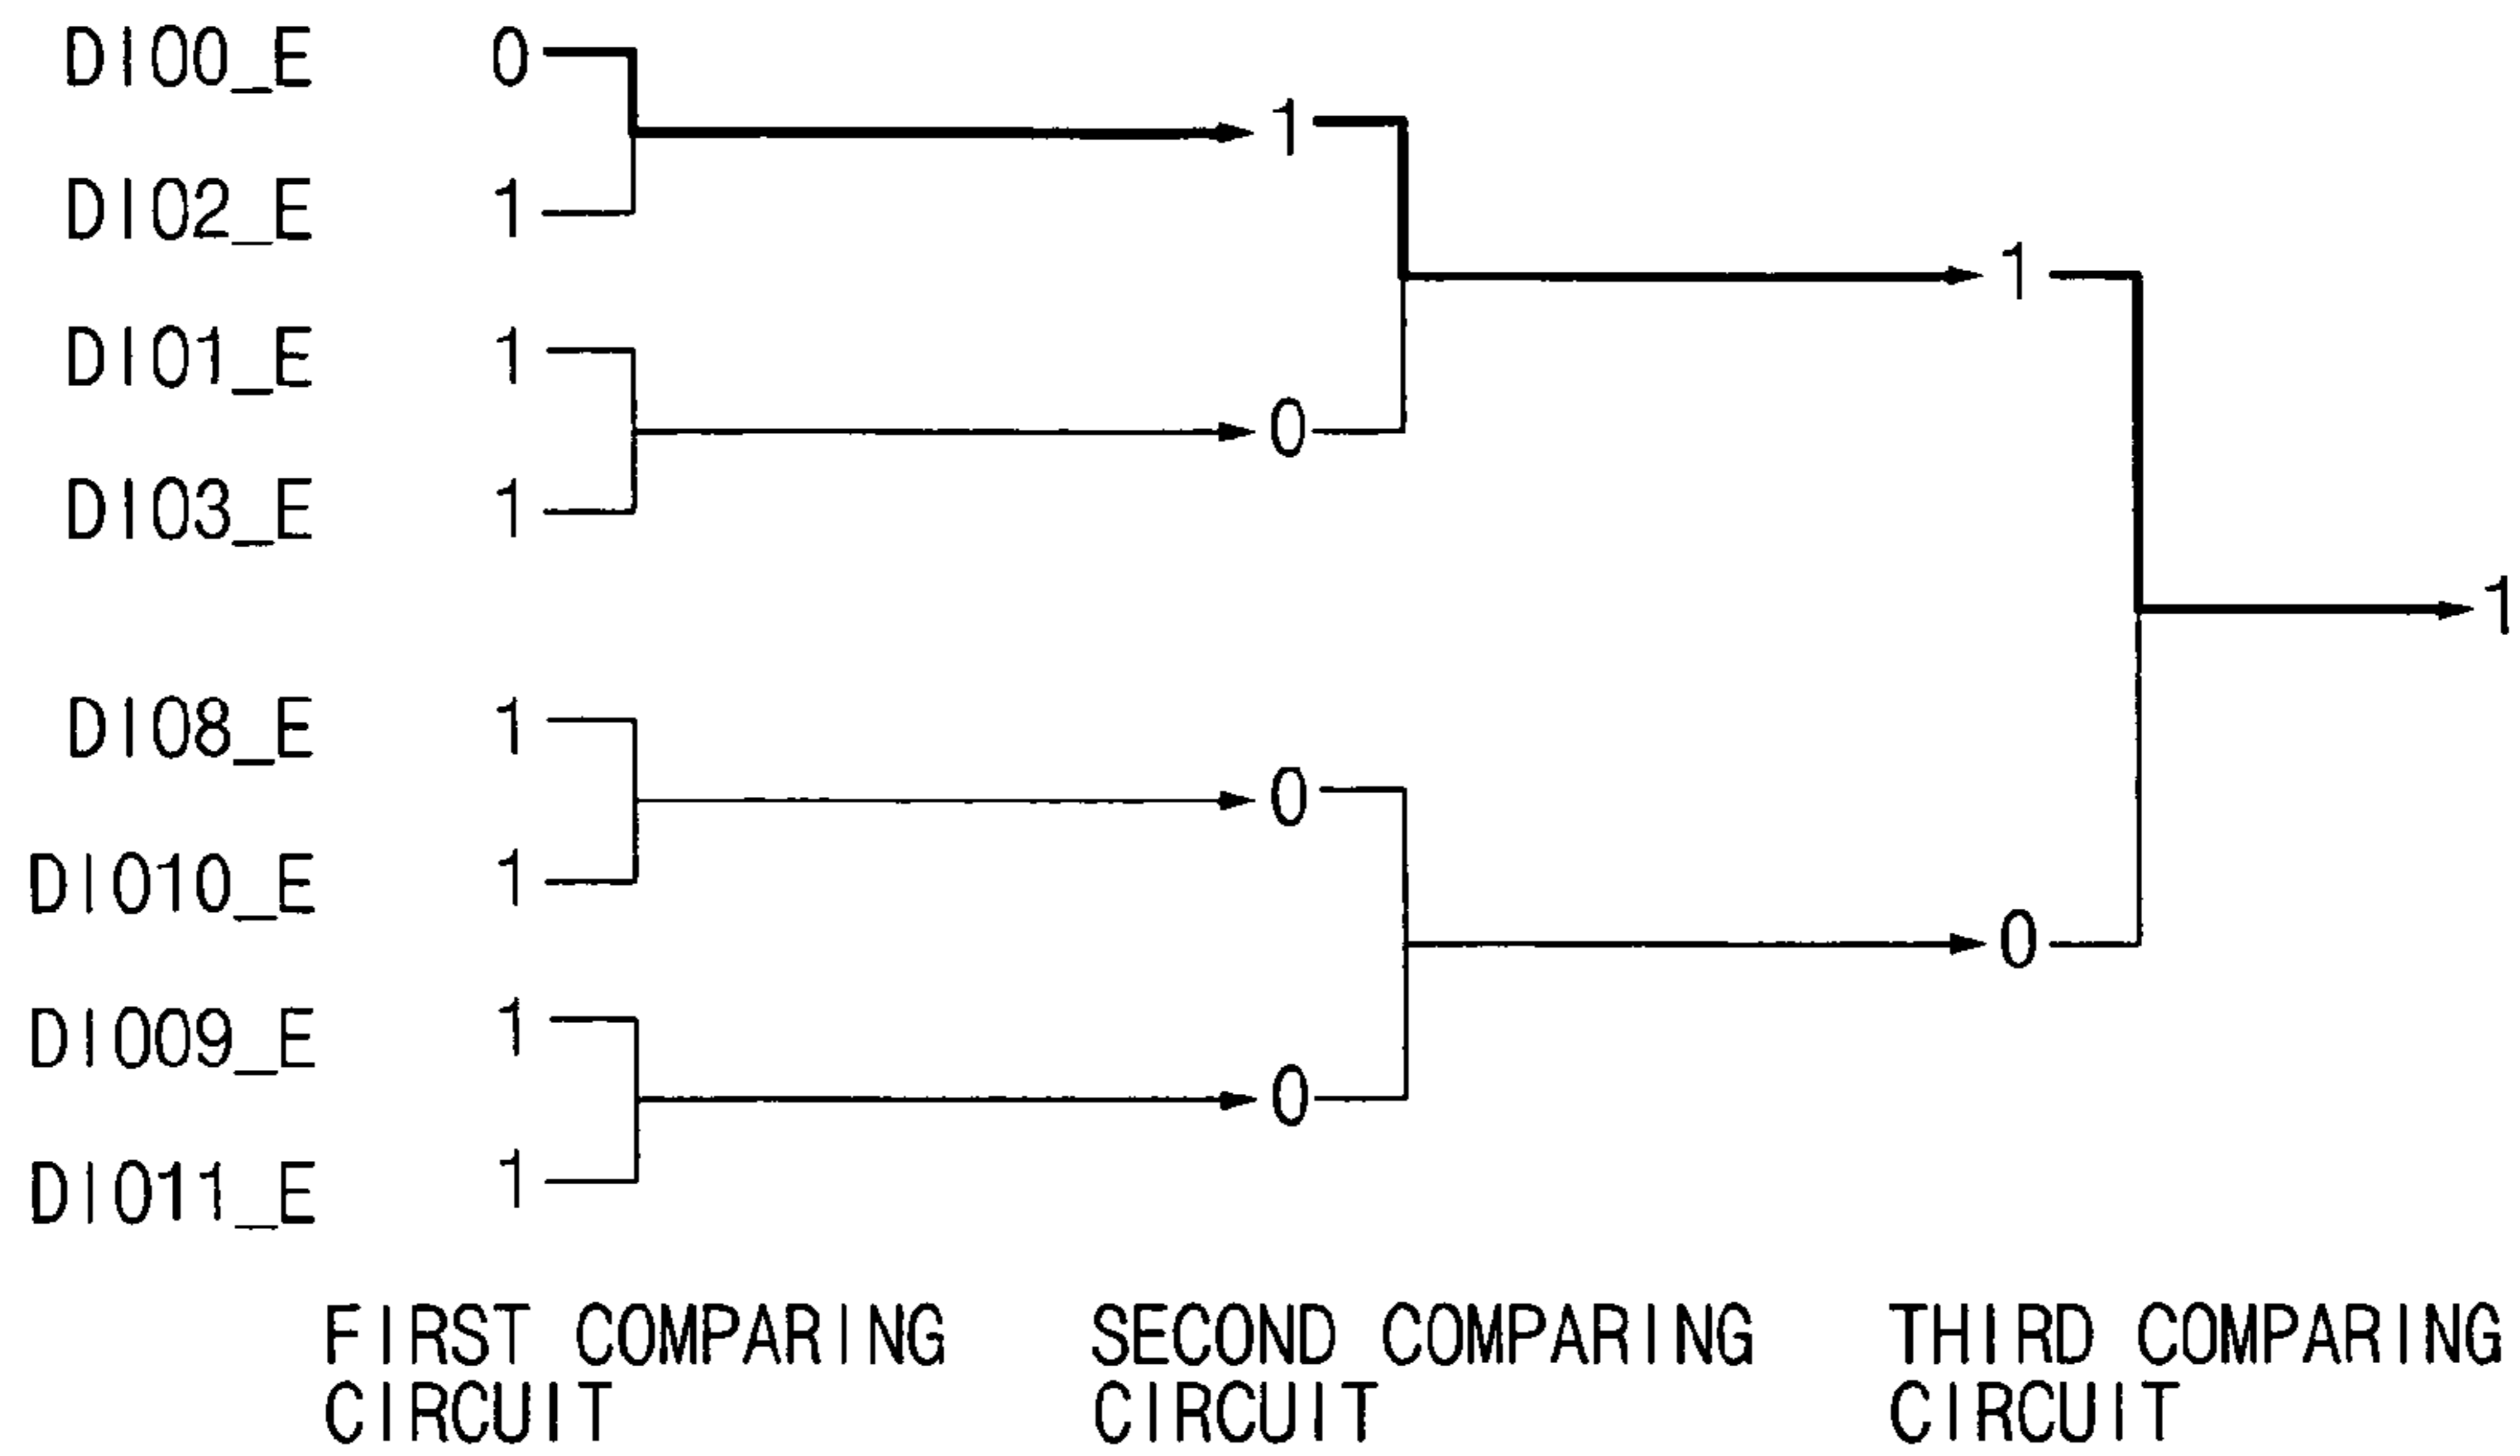 DIO0_E 0
1
DIO2_E 1
1
DIO1_E 1
0
DIO3_E 1
1
DIO8_E 1
0
DIO10_E 1
0
DIO09_E 1
0
DIO11_E 1
FIRST COMPARING CIRCUIT
SECOND COMPARING CIRCUIT
THIRD COMPARING CIRCUIT